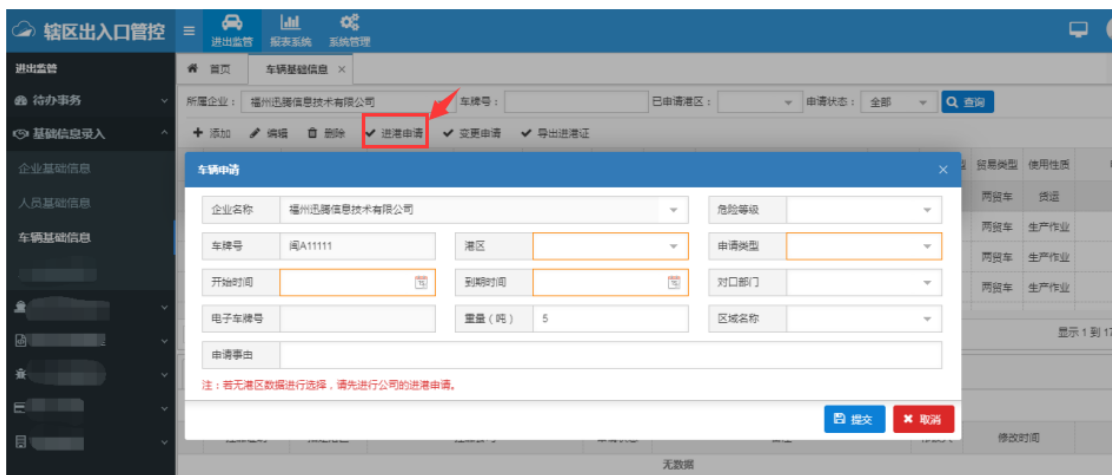 辖区出入口管控
进出监管 报表系统 系统管理
进出监管
首页 车辆基础信息 ×
待办事务
所属企业： 福州迅腾信息技术有限公司 车牌号： 已申请港区： 申请状态： 全部 查询
基础信息录入
添加 编辑 删除 进港申请 变更申请 导出进港证
企业基础信息
人员基础信息
车辆基础信息
贸易类型 使用性质
两贸车 货运
两贸车 生产作业
两贸车 生产作业
两贸车 生产作业
显示 1 到 17
车辆申请 ×
企业名称 福州迅腾信息技术有限公司 危险等级
车牌号 闽A11111 港区 申请类型
开始时间 到期时间 对口部门
电子车牌号 重量（吨） 5 区域名称
申请事由
注：若无港区数据进行选择，请先进行公司的进港申请。
提交 取消
修改时间
无数据